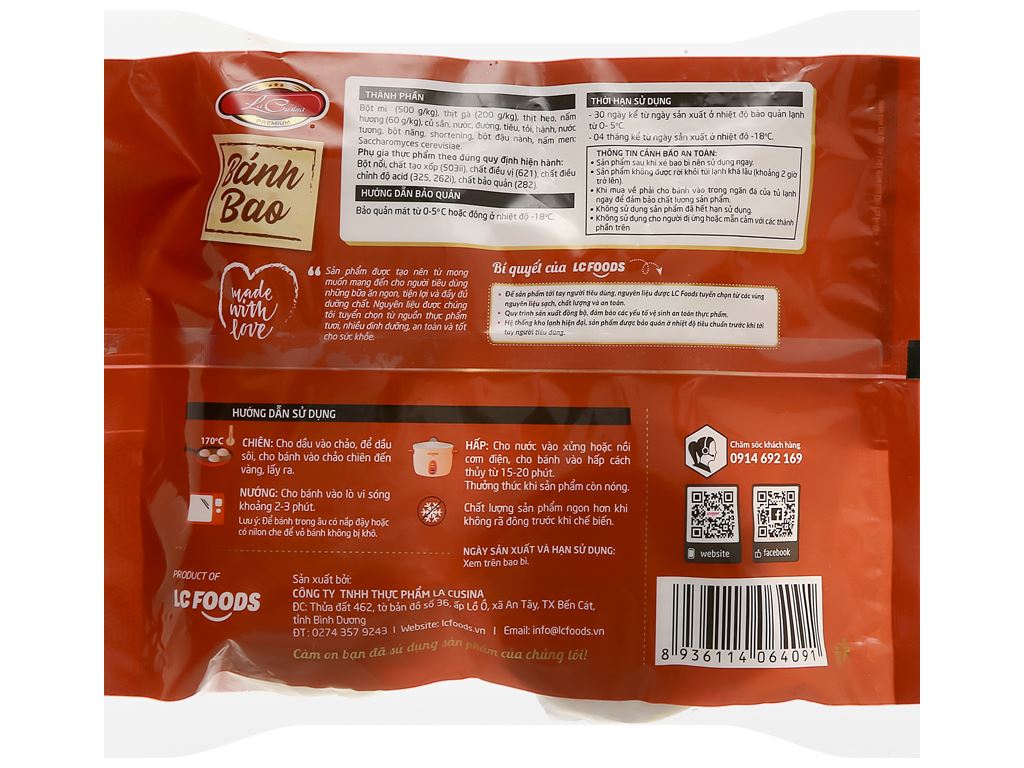 La Cusina
PREMIUM
Bánh
Bao
THÀNH PHẦN
Bột mì (500 g/kg), thịt gà (200 g/kg), thịt heo, nấm
hương (60 g/kg), củ sắn, nước, đường, tiêu, tỏi, hành, nước
tương, bột năng, shortening, bột đậu nành, nấm men:
Saccharomyces cerevisiae.
Phụ gia thực phẩm theo đúng quy định hiện hành:
Bột nổi, chất tạo xốp (503ii), chất điều vị (621), chất điều
chỉnh độ acid (325, 262i), chất bảo quản (282).
HƯỚNG DẪN BẢO QUẢN
Bảo quản mát từ 0-5°C hoặc đông ở nhiệt độ -18°C.
THỜI HẠN SỬ DỤNG
- 30 ngày kể từ ngày sản xuất ở nhiệt độ bảo quản lạnh
từ 0- 5°C.
- 04 tháng kể từ ngày sản xuất ở nhiệt độ -18°C.
THÔNG TIN CẢNH BÁO AN TOÀN:
• Sản phẩm sau khi xé bao bì nên sử dụng ngay.
• Sản phẩm không được rời khỏi tủ lạnh khá lâu (khoảng 2 giờ
trở lên).
• Khi mua về phải cho bánh vào trong ngăn đá của tủ lạnh
ngay để đảm bảo chất lượng sản phẩm.
• Không sử dụng sản phẩm đã hết hạn sử dụng.
• Không sử dụng cho người dị ứng hoặc mẫn cảm với các thành
phần trên
made
with
love
“ Sản phẩm được tạo nên từ mong
muốn mang đến cho người tiêu dùng
những bữa ăn ngon, tiện lợi và đầy đủ
dưỡng chất. Nguyên liệu được chúng
tôi tuyển chọn từ nguồn thực phẩm
tươi, nhiều dinh dưỡng, an toàn và tốt
cho sức khỏe.
Bí quyết của LC FOODS
• Để sản phẩm tới tay người tiêu dùng, nguyên liệu được LC Foods tuyển chọn từ các vùng
nguyên liệu sạch, chất lượng và an toàn.
• Quy trình sản xuất đồng bộ, đảm bảo các yếu tố vệ sinh an toàn thực phẩm.
• Hệ thống kho lạnh hiện đại, sản phẩm được bảo quản ở nhiệt độ tiêu chuẩn trước khi tới
tay người tiêu dùng.
HƯỚNG DẪN SỬ DỤNG
170°C
CHIÊN: Cho dầu vào chảo, để dầu
sôi, cho bánh vào chảo chiên đến
vàng, lấy ra.
NƯỚNG: Cho bánh vào lò vi sóng
khoảng 2-3 phút.
Lưu ý: Để bánh trong âu có nắp đậy hoặc
có nilon che để vỏ bánh không bị khô.
HẤP: Cho nước vào xửng hoặc nồi
cơm điện, cho bánh vào hấp cách
thủy từ 15-20 phút.
Thưởng thức khi sản phẩm còn nóng.
Chất lượng sản phẩm ngon hơn khi
không rã đông trước khi chế biến.
NGÀY SẢN XUẤT VÀ HẠN SỬ DỤNG:
Xem trên bao bì.
Chăm sóc khách hàng
0914 692 169
website
facebook
PRODUCT OF
LC FOODS
Sản xuất bởi:
CÔNG TY TNHH THỰC PHẨM LA CUSINA
ĐC: Thửa đất 462, tờ bản đồ số 36, ấp Lồ Ồ, xã An Tây, TX Bến Cát,
tỉnh Bình Dương
ĐT: 0274 357 9243 | Website: lcfoods.vn | Email: info@lcfoods.vn
Cảm ơn bạn đã sử dụng sản phẩm của chúng tôi!
8 936114 064091